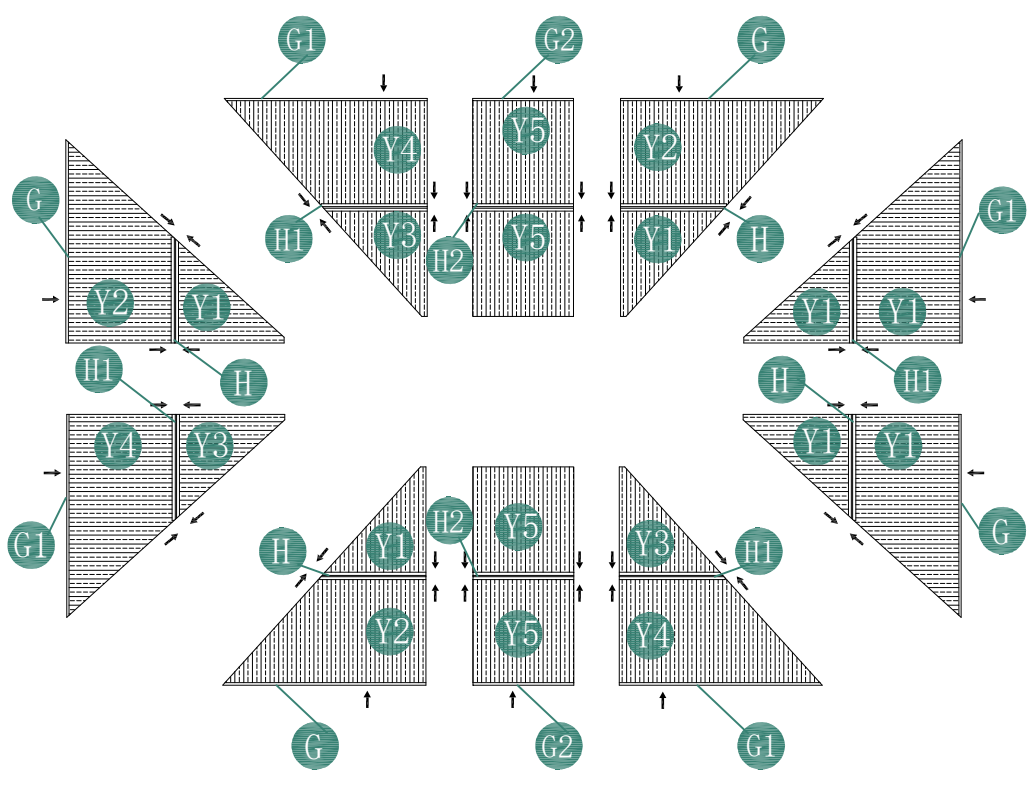 G1 G2 G
Y4 Y5 Y2
G G1
H1 Y3 H2 Y5 Y1 H
Y2 Y1 Y1 Y1
H1 H H H1
Y4 Y3 Y1 Y1
G1 H Y1 H2 Y5 Y3 H1 G
Y2 Y5 Y4
G G2 G1